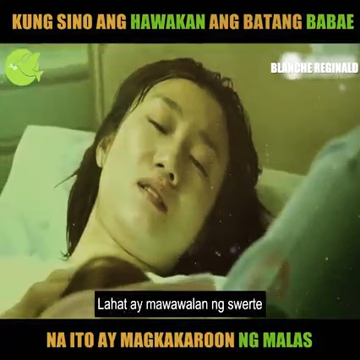 KUNG SINO ANG HAWAKAN ANG BATANG BABAE
BLANCHE REGINALD
Lahat ay mawawalan ng swerte
NA ITO AY MAGKAKAROON NG MALAS